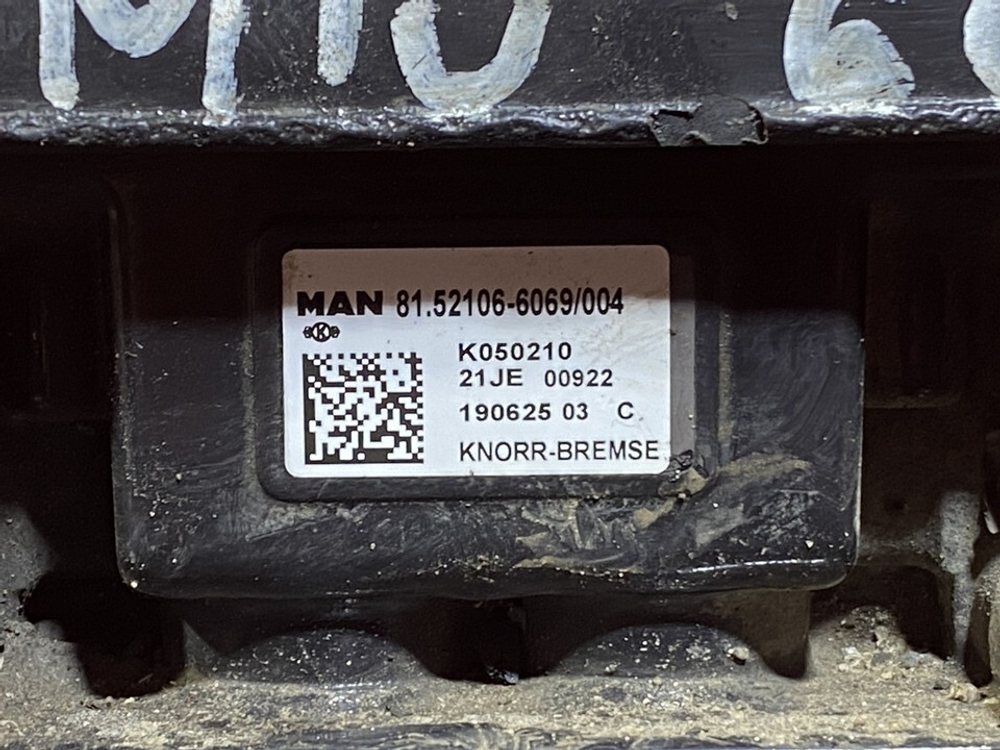 MAN 81.52106-6069/004
K
K050210
21JE 00922
190625 03 C
KNORR-BREMSE